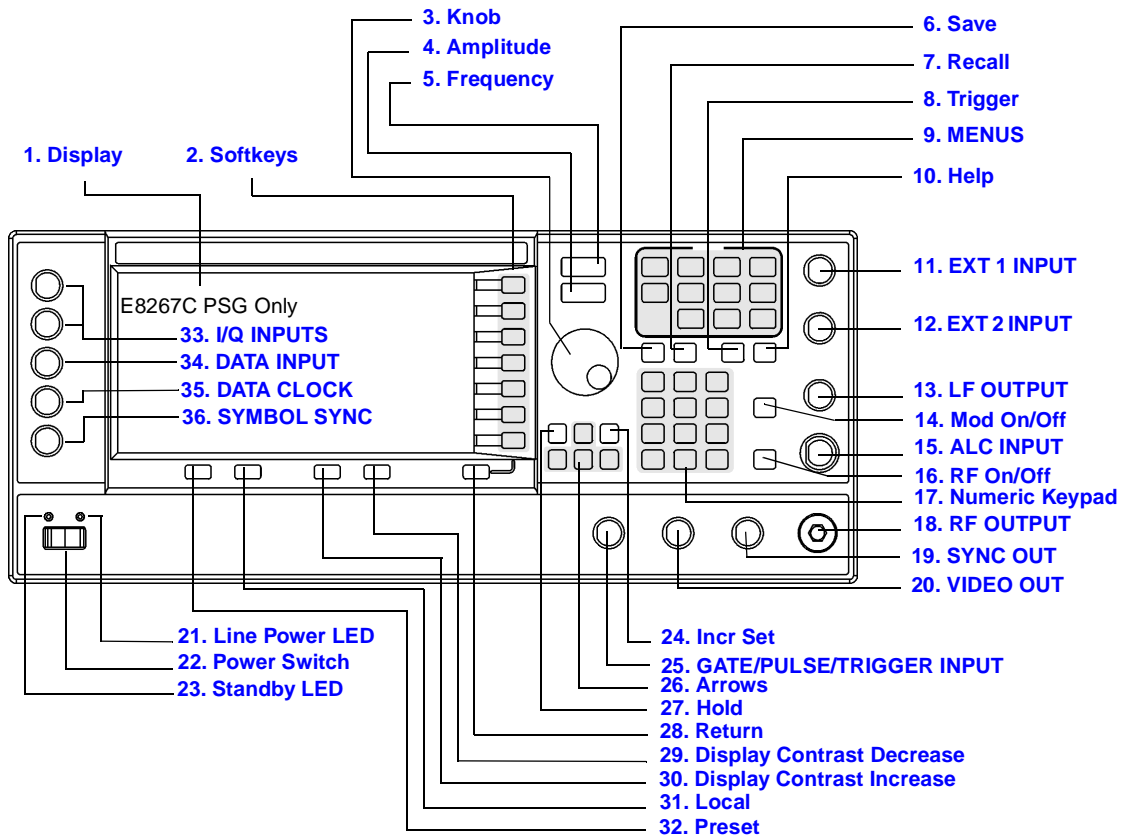 3. Knob
4. Amplitude
5. Frequency
6. Save
7. Recall
8. Trigger
9. MENUS
10. Help
1. Display
2. Softkeys
11. EXT 1 INPUT
12. EXT 2 INPUT
13. LF OUTPUT
14. Mod On/Off
15. ALC INPUT
16. RF On/Off
17. Numeric Keypad
18. RF OUTPUT
19. SYNC OUT
20. VIDEO OUT
E8267C PSG Only
33. I/Q INPUTS
34. DATA INPUT
35. DATA CLOCK
36. SYMBOL SYNC
21. Line Power LED
22. Power Switch
23. Standby LED
24. Incr Set
25. GATE/PULSE/TRIGGER INPUT
26. Arrows
27. Hold
28. Return
29. Display Contrast Decrease
30. Display Contrast Increase
31. Local
32. Preset